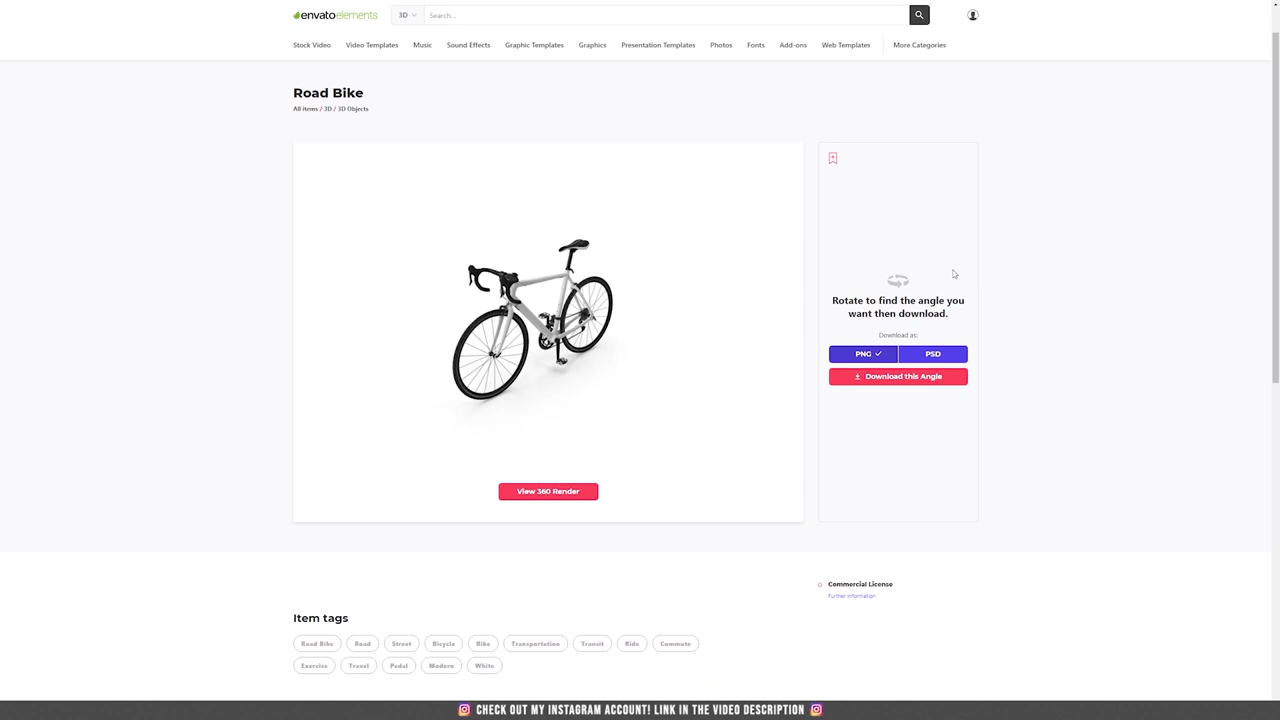 envatoelements
3D
Search...
Stock Video
Video Templates
Music
Sound Effects
Graphic Templates
Graphics
Presentation Templates
Photos
Fonts
Add-ons
Web Templates
More Categories
Road Bike
All items / 3D / 3D Objects
Rotate to find the angle you
want then download.
Download as:
PNG
PSD
Download this Angle
View 360 Render
Commercial License
Further Information
Item tags
Road Bike
Road
Street
Bicycle
Bike
Transportation
Transit
Ride
Commute
Exercise
Travel
Pedal
Modern
White
CHECK OUT MY INSTAGRAM ACCOUNT! LINK IN THE VIDEO DESCRIPTION